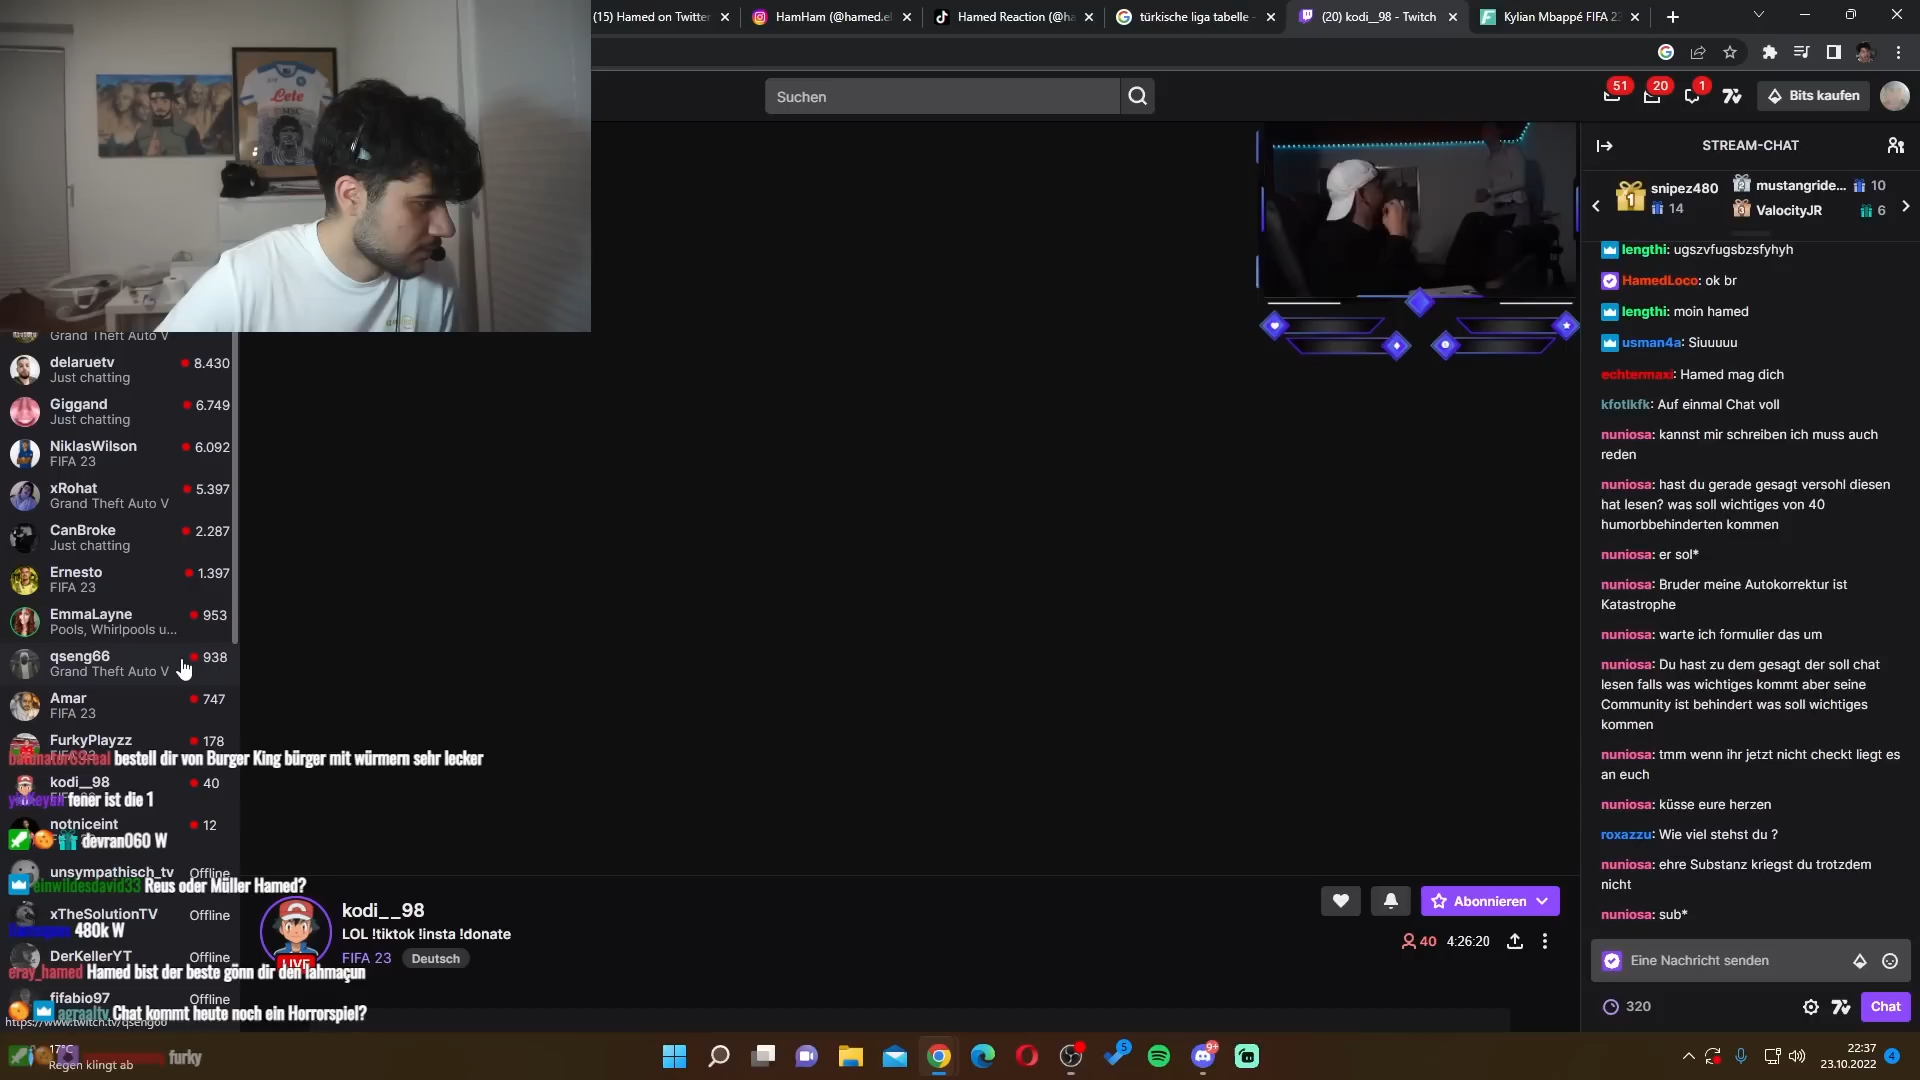 (15) Hamed on Twitter
HamHam (@hamed.el
Hamed Reaction (@ha
türkische liga tabelle -
(20) kodi__98 - Twitch
Kylian Mbappé FIFA 23
Suchen
51
20
1
Bits kaufen
Lete
STREAM-CHAT
snipez480
14
mustangride...
10
ValocityJR
6
lengthi: ugszvfugsbzsfyhyh
HamedLoco: ok br
lengthi: moin hamed
usman4a: Siuuuuu
echtermaxi: Hamed mag dich
kfotlkfk: Auf einmal Chat voll
nuniosa: kannst mir schreiben ich muss auch
reden
nuniosa: hast du gerade gesagt versohl diesen
hat lesen? was soll wichtiges von 40
humorbbehinderten kommen
nuniosa: er sol*
nuniosa: Bruder meine Autokorrektur ist
Katastrophe
nuniosa: warte ich formulier das um
nuniosa: Du hast zu dem gesagt der soll chat
lesen falls was wichtiges kommt aber seine
Community ist behindert was soll wichtiges
kommen
nuniosa: tmm wenn ihr jetzt nicht checkt liegt es
an euch
nuniosa: küsse eure herzen
roxazzu: Wie viel stehst du ?
nuniosa: ehre Substanz kriegst du trotzdem
nicht
nuniosa: sub*
Eine Nachricht senden
320
Chat
Grand Theft Auto V
delaruetv
8.430
Just chatting
Giggand
6.749
Just chatting
NiklasWilson
6.092
FIFA 23
xRohat
5.397
Grand Theft Auto V
CanBroke
2.287
Just chatting
Ernesto
1.397
FIFA 23
EmmaLayne
953
Pools, Whirlpools u...
qseng66
938
Grand Theft Auto V
Amar
747
FIFA 23
FurkyPlayzz
178
bestell dir von Burger King bürger mit würmern sehr lecker
kodi__98
40
fener ist die 1
notniceint
12
devran060 W
unsympathisch_tv
Offline
einwildesdavid33 Reus oder Müller Hamed?
xTheSolutionTV
Offline
480k W
DerKellerYT
Offline
eray_hamed Hamed bist der beste gönn dir den lahmaçun
fifabio97
Offline
agraaltv Chat kommt heute noch ein Horrorspiel?
https://www.twitch.tv/qseng66
furky
kodi__98
LOL !tiktok !insta !donate
FIFA 23
Deutsch
LIVE
Abonnieren
40
4:26:20
17°C
Regen klingt ab
5
9+
22:37
23.10.2022
4